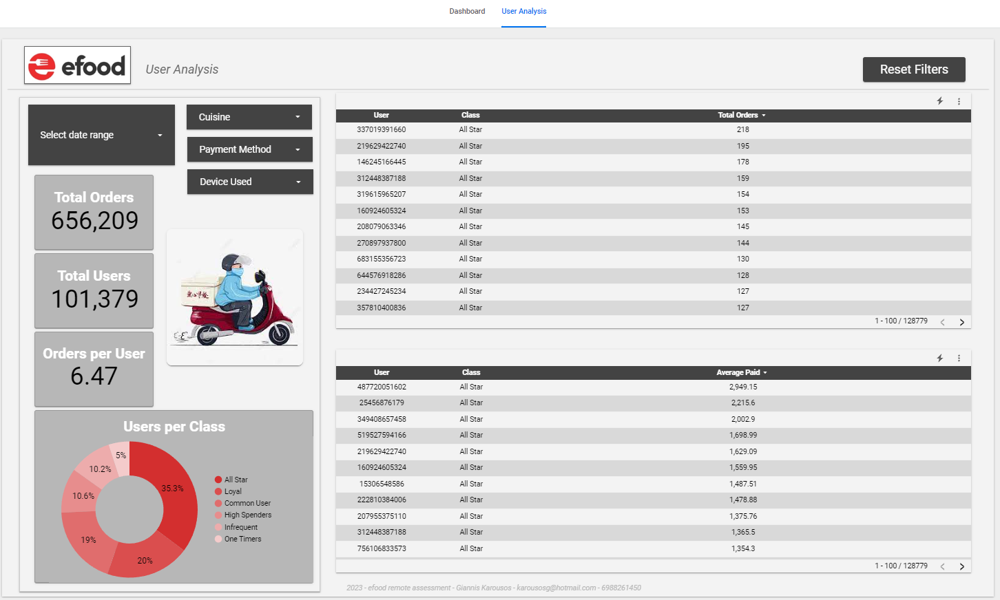 Dashboard
User Analysis
efood
User Analysis
Reset Filters
Select date range
Cuisine
Payment Method
Device Used
Total Orders
656,209
Total Users
101,379
Orders per User
6.47
Users per Class
5%
10.2%
35.3%
10.6%
19%
20%
All Star
Loyal
Common User
High Spenders
Infrequent
One Timers
User Class Total Orders
337019391660 All Star 218
219629422740 All Star 195
146245166445 All Star 178
312448387188 All Star 159
319615965207 All Star 154
160924605324 All Star 153
208079063346 All Star 145
270897937800 All Star 144
683155356723 All Star 130
644576918286 All Star 128
234427245234 All Star 127
357810400836 All Star 127
1 - 100 / 128779
User Class Average Paid
487720051602 All Star 2,949.15
25456876179 All Star 2,215.6
349408657458 All Star 2,002.9
519527594166 All Star 1,698.99
219629422740 All Star 1,629.09
160924605324 All Star 1,559.95
15306548586 All Star 1,487.51
222810384006 All Star 1,478.88
207955375110 All Star 1,375.76
312448387188 All Star 1,365.5
756106833573 All Star 1,354.3
1 - 100 / 128779
2023 - efood remote assessment - Giannis Karousos - karousosg@hotmail.com - 6988261450